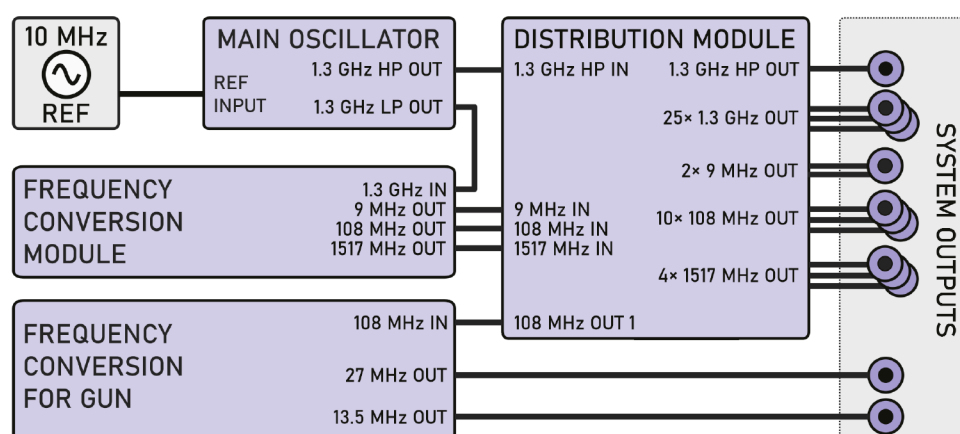 10 MHz
REF
MAIN OSCILLATOR
REF
INPUT
1.3 GHz HP OUT
1.3 GHz LP OUT
DISTRIBUTION MODULE
1.3 GHz HP IN
1.3 GHz HP OUT
25× 1.3 GHz OUT
2× 9 MHz OUT
10× 108 MHz OUT
4× 1517 MHz OUT
9 MHz IN
108 MHz IN
1517 MHz IN
108 MHz OUT 1
FREQUENCY
CONVERSION
MODULE
1.3 GHz IN
9 MHz OUT
108 MHz OUT
1517 MHz OUT
FREQUENCY
CONVERSION
FOR GUN
108 MHz IN
27 MHz OUT
13.5 MHz OUT
SYSTEM OUTPUTS